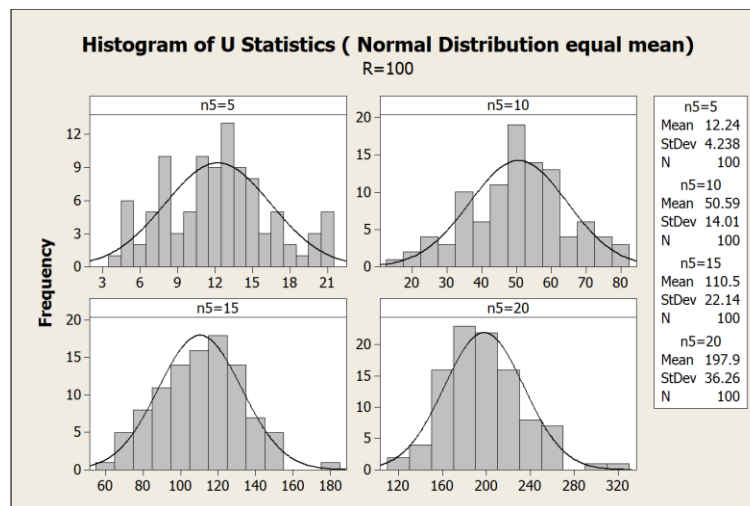 Histogram of U Statistics ( Normal Distribution equal mean)
R=100
n5=5
n5=10
12
9
6
3
0
3 6 9 12 15 18 21
20
15
10
5
0
20 30 40 50 60 70 80
Frequency
n5=15
n5=20
20
15
10
5
0
60 80 100 120 140 160 180
20
15
10
5
0
120 160 200 240 280 320
n5=5
Mean 12.24
StDev 4.238
N 100
n5=10
Mean 50.59
StDev 14.01
N 100
n5=15
Mean 110.5
StDev 22.14
N 100
n5=20
Mean 197.9
StDev 36.26
N 100